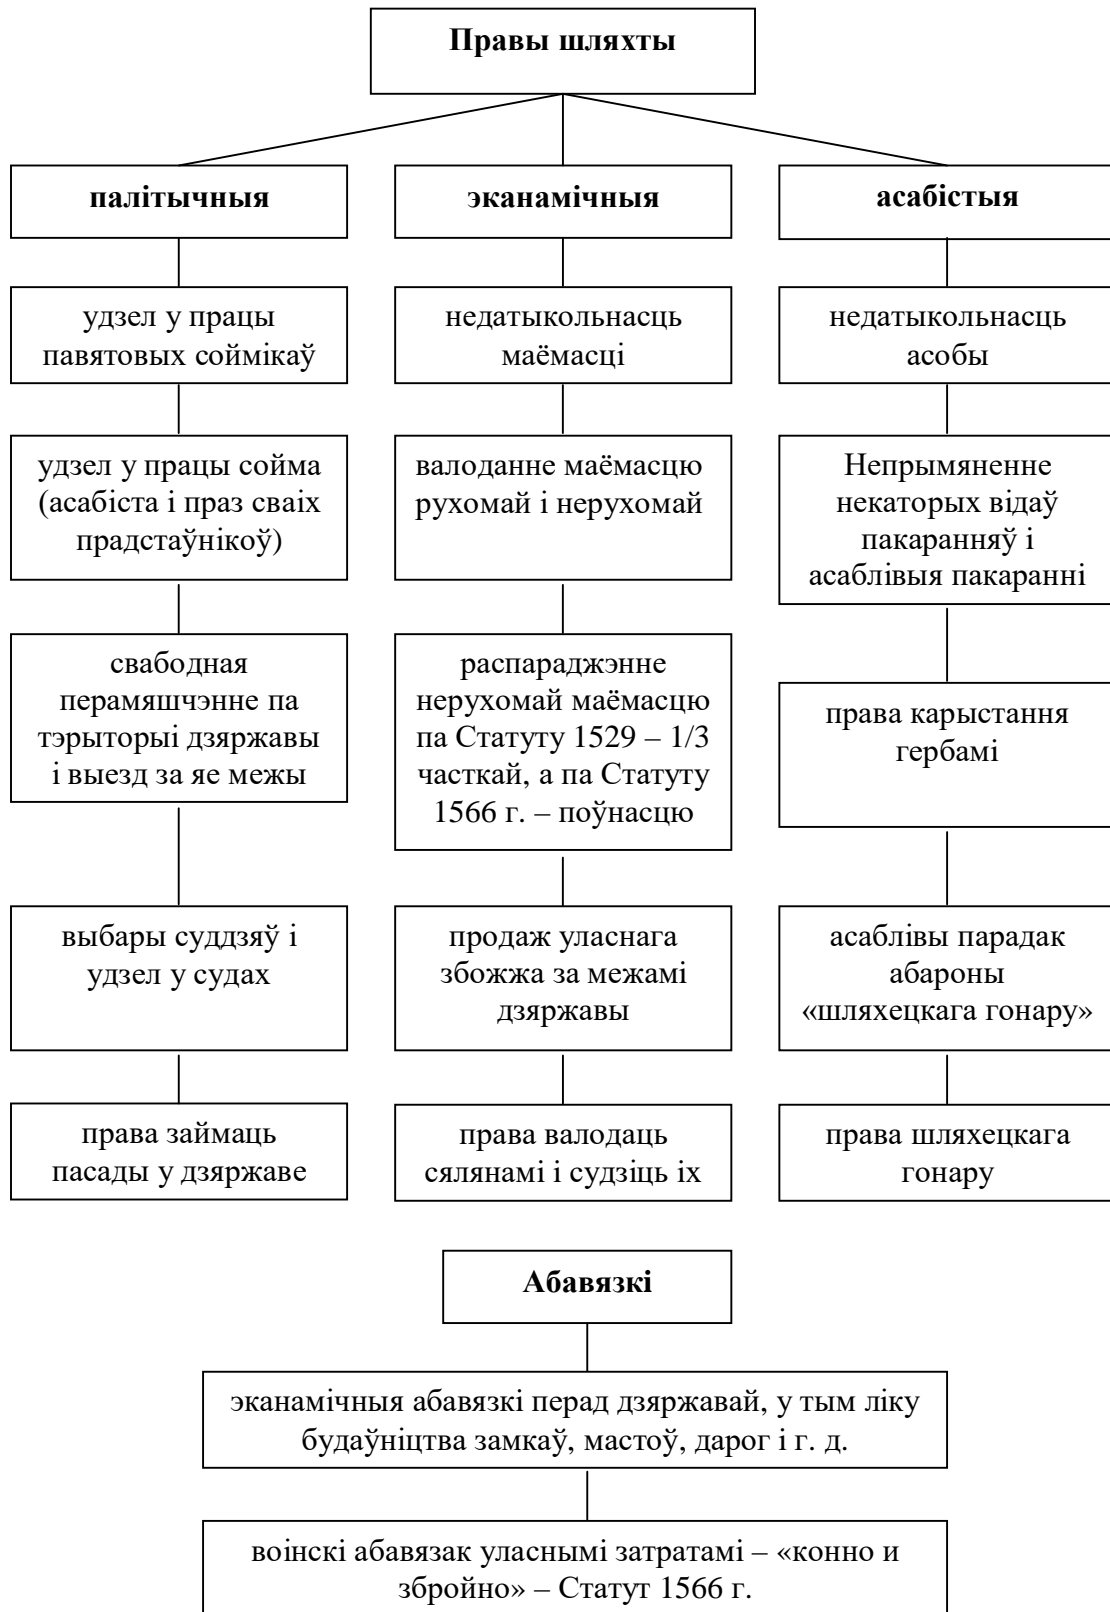 Правы шляхты
палітычныя
эканамічныя
асабістыя
удзел у працы
павятовых соймікаў
недатыкольнасць
маёмасці
недатыкольнасць
асобы
удзел у працы сойма
(асабіста і праз сваіх
прадстаўнікоў)
валоданне маёмасцю
рухомай і нерухомай
Непрымяненне
некаторых відаў
пакаранняў і
асаблівыя пакаранні
свабодная
перамяшчэнне па
тэрыторыі дзяржавы
і выезд за яе межы
распараджэнне
нерухомай маёмасцю
па Статуту 1529 – 1/3
часткай, а па Статуту
1566 г. – поўнасцю
права карыстання
гербамі
выбары суддзяў і
удзел у судах
продаж уласнага
збожжа за межамі
дзяржавы
асаблівы парадак
абароны
«шляхецкага гонару»
права займаць
пасады у дзяржаве
права валодаць
сялянамі і судзіць іх
права шляхецкага
гонару
Абавязкі
эканамічныя абавязкі перад дзяржавай, у тым ліку
будаўніцтва замкаў, мастоў, дарог і г. д.
воінскі абавязак уласнымі затратамі – «конно и
збройно» – Статут 1566 г.